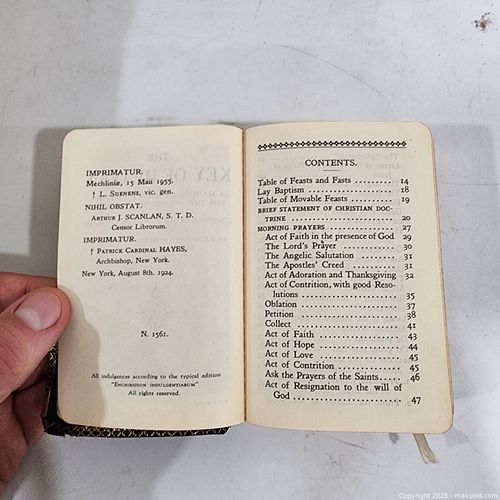 IMPRIMATUR.
Mechliniæ, 15 Maii 1955.
† L. Suenens, vic. gen.
NIHIL OBSTAT.
Arthur J. Scanlan, S. T. D.
Censor Librorum.
IMPRIMATUR.
† Patrick Cardinal HAYES,
Archbishop, New York.
New York, August 8th. 1924.
N. 1561.
All indulgences according to the typical edition
"Enchiridion indulgentiarum"
All rights reserved.
CONTENTS.
Table of Feasts and Fasts .......... 14
Lay Baptism .......... 18
Table of Movable Feasts .......... 19
BRIEF STATEMENT OF CHRISTIAN DOC-
TRINE .......... 20
MORNING PRAYERS .......... 27
Act of Faith in the presence of God 29
The Lord's Prayer .......... 30
The Angelic Salutation .......... 31
The Apostles' Creed .......... 31
Act of Adoration and Thanksgiving 32
Act of Contrition, with good Reso-
lutions .......... 35
Oblation .......... 37
Petition .......... 38
Collect .......... 41
Act of Faith .......... 43
Act of Hope .......... 44
Act of Love .......... 45
Act of Contrition .......... 45
Ask the Prayers of the Saints..... 46
Act of Resignation to the will of
God .......... 47
Copyright 2025 - maxsold.com